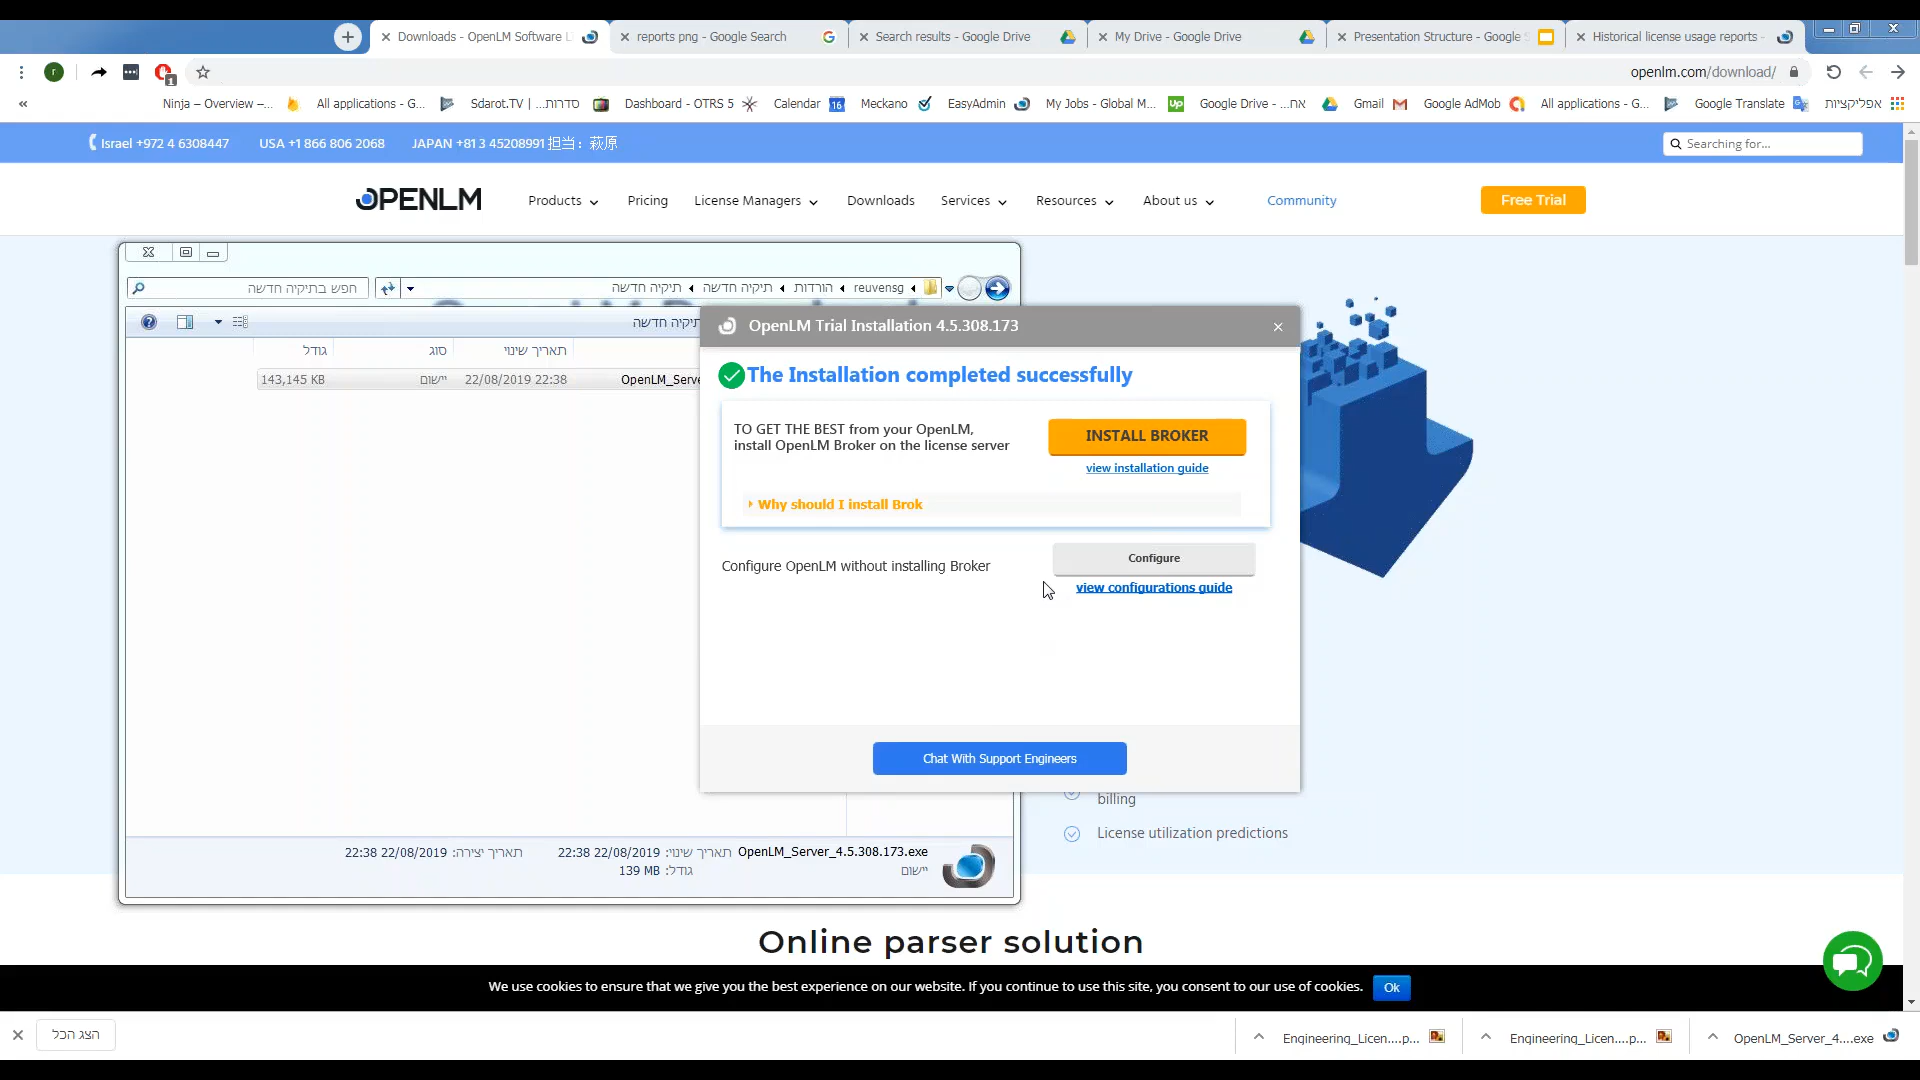 Downloads - OpenLM Software L
reports png - Google Search
Search results - Google Drive
My Drive - Google Drive
Presentation Structure - Google S
Historical license usage reports -
openlm.com/download/
Ninja – Overview –...
All applications - G...
Sdarot.TV | ...סדרות
Dashboard - OTRS 5
Calendar
Meckano
EasyAdmin
My Jobs - Global M...
Google Drive - ...אח
Gmail
Google AdMob
All applications - G...
Google Translate
אפליקציות
Israel +972 4 6308447
USA +1 866 806 2068
JAPAN +81 3 45208991 担当：萩原
Searching for...
OPENLM
Products
Pricing
License Managers
Downloads
Services
Resources
About us
Community
Free Trial
חפש בתיקיה חדשה
תיקיה חדשה
תיקיה חדשה
הורדות
reuvensg
תיקיה חדשה
גודל
סוג
תאריך שינוי
143,145 KB
יישום
22/08/2019 22:38
OpenLM_Serve
OpenLM Trial Installation 4.5.308.173
The Installation completed successfully
TO GET THE BEST from your OpenLM,
install OpenLM Broker on the license server
INSTALL BROKER
view installation guide
Why should I install Brok
Configure OpenLM without installing Broker
Configure
view configurations guide
Chat With Support Engineers
billing
License utilization predictions
OpenLM_Server_4.5.308.173.exe
יישום
תאריך שינוי: 22/08/2019 22:38
גודל: 139 MB
תאריך יצירה: 22/08/2019 22:38
Online parser solution
We use cookies to ensure that we give you the best experience on our website. If you continue to use this site, you consent to our use of cookies.
Ok
הצג הכל
Engineering_Licen....p...
Engineering_Licen....p...
OpenLM_Server_4....exe